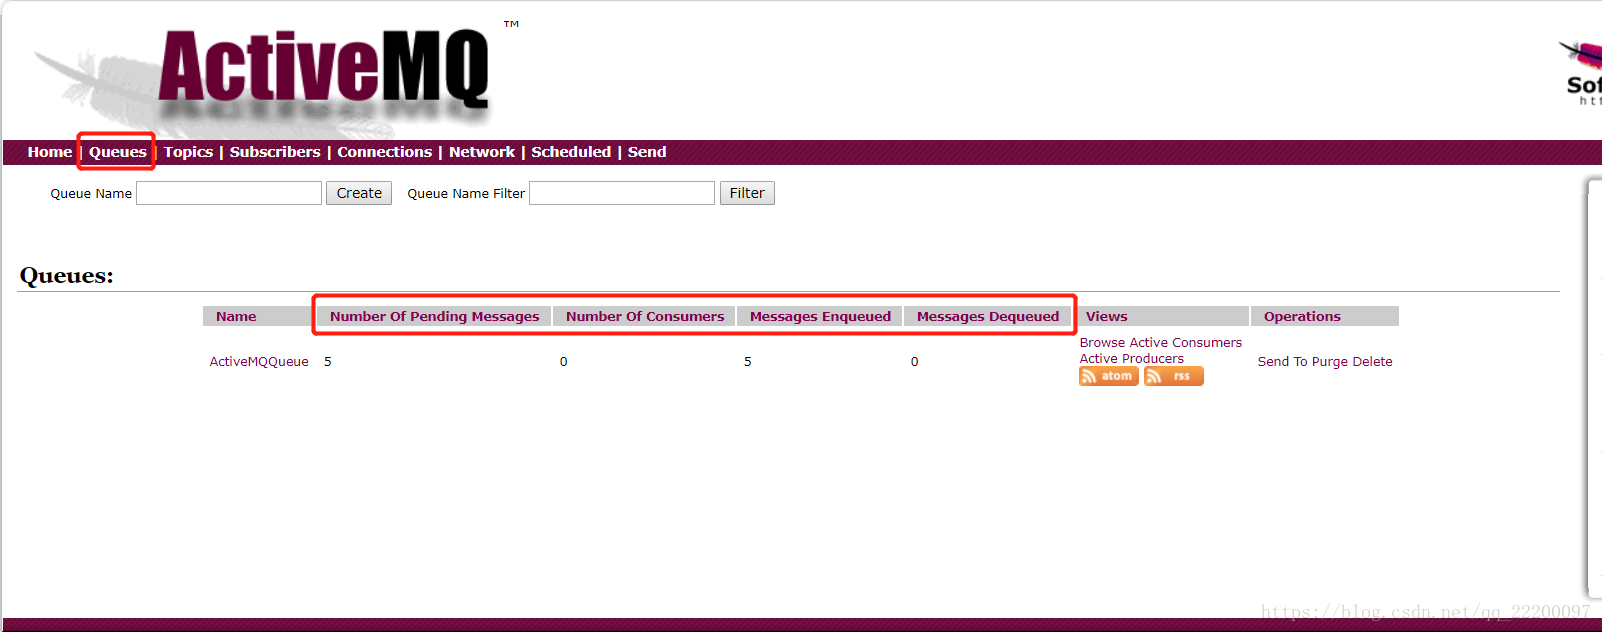 ActiveMQ™
Sof
htt
Home | Queues | Topics | Subscribers | Connections | Network | Scheduled | Send
Queue Name Create Queue Name Filter Filter
Queues:
Name Number Of Pending Messages Number Of Consumers Messages Enqueued Messages Dequeued Views Operations
ActiveMQQueue 5 0 5 0 Browse Active Consumers
Active Producers
atom rss
Send To Purge Delete
https://blog.csdn.net/qq_22200097